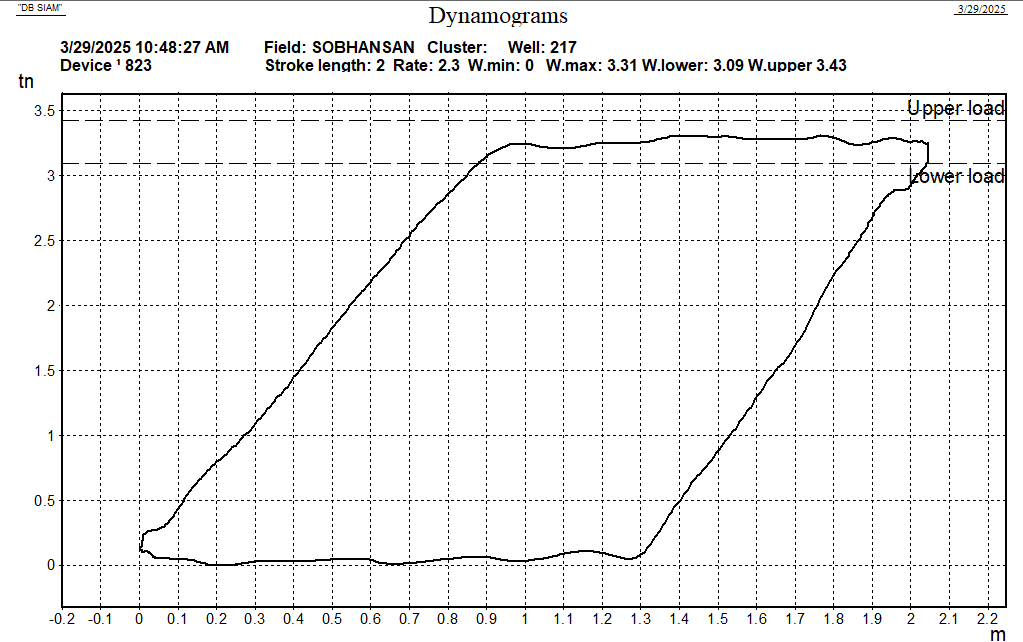 "DB SIAM"
Dynamograms
3/29/2025
3/29/2025 10:48:27 AM Field: SOBHANSAN Cluster: Well: 217
Device ¹ 823 Stroke length: 2 Rate: 2.3 W.min: 0 W.max: 3.31 W.lower: 3.09 W.upper 3.43
tn
Upper load
Lower load
3.5
3
2.5
2
1.5
1
0.5
0
-0.2 -0.1 0 0.1 0.2 0.3 0.4 0.5 0.6 0.7 0.8 0.9 1 1.1 1.2 1.3 1.4 1.5 1.6 1.7 1.8 1.9 2 2.1 2.2
m